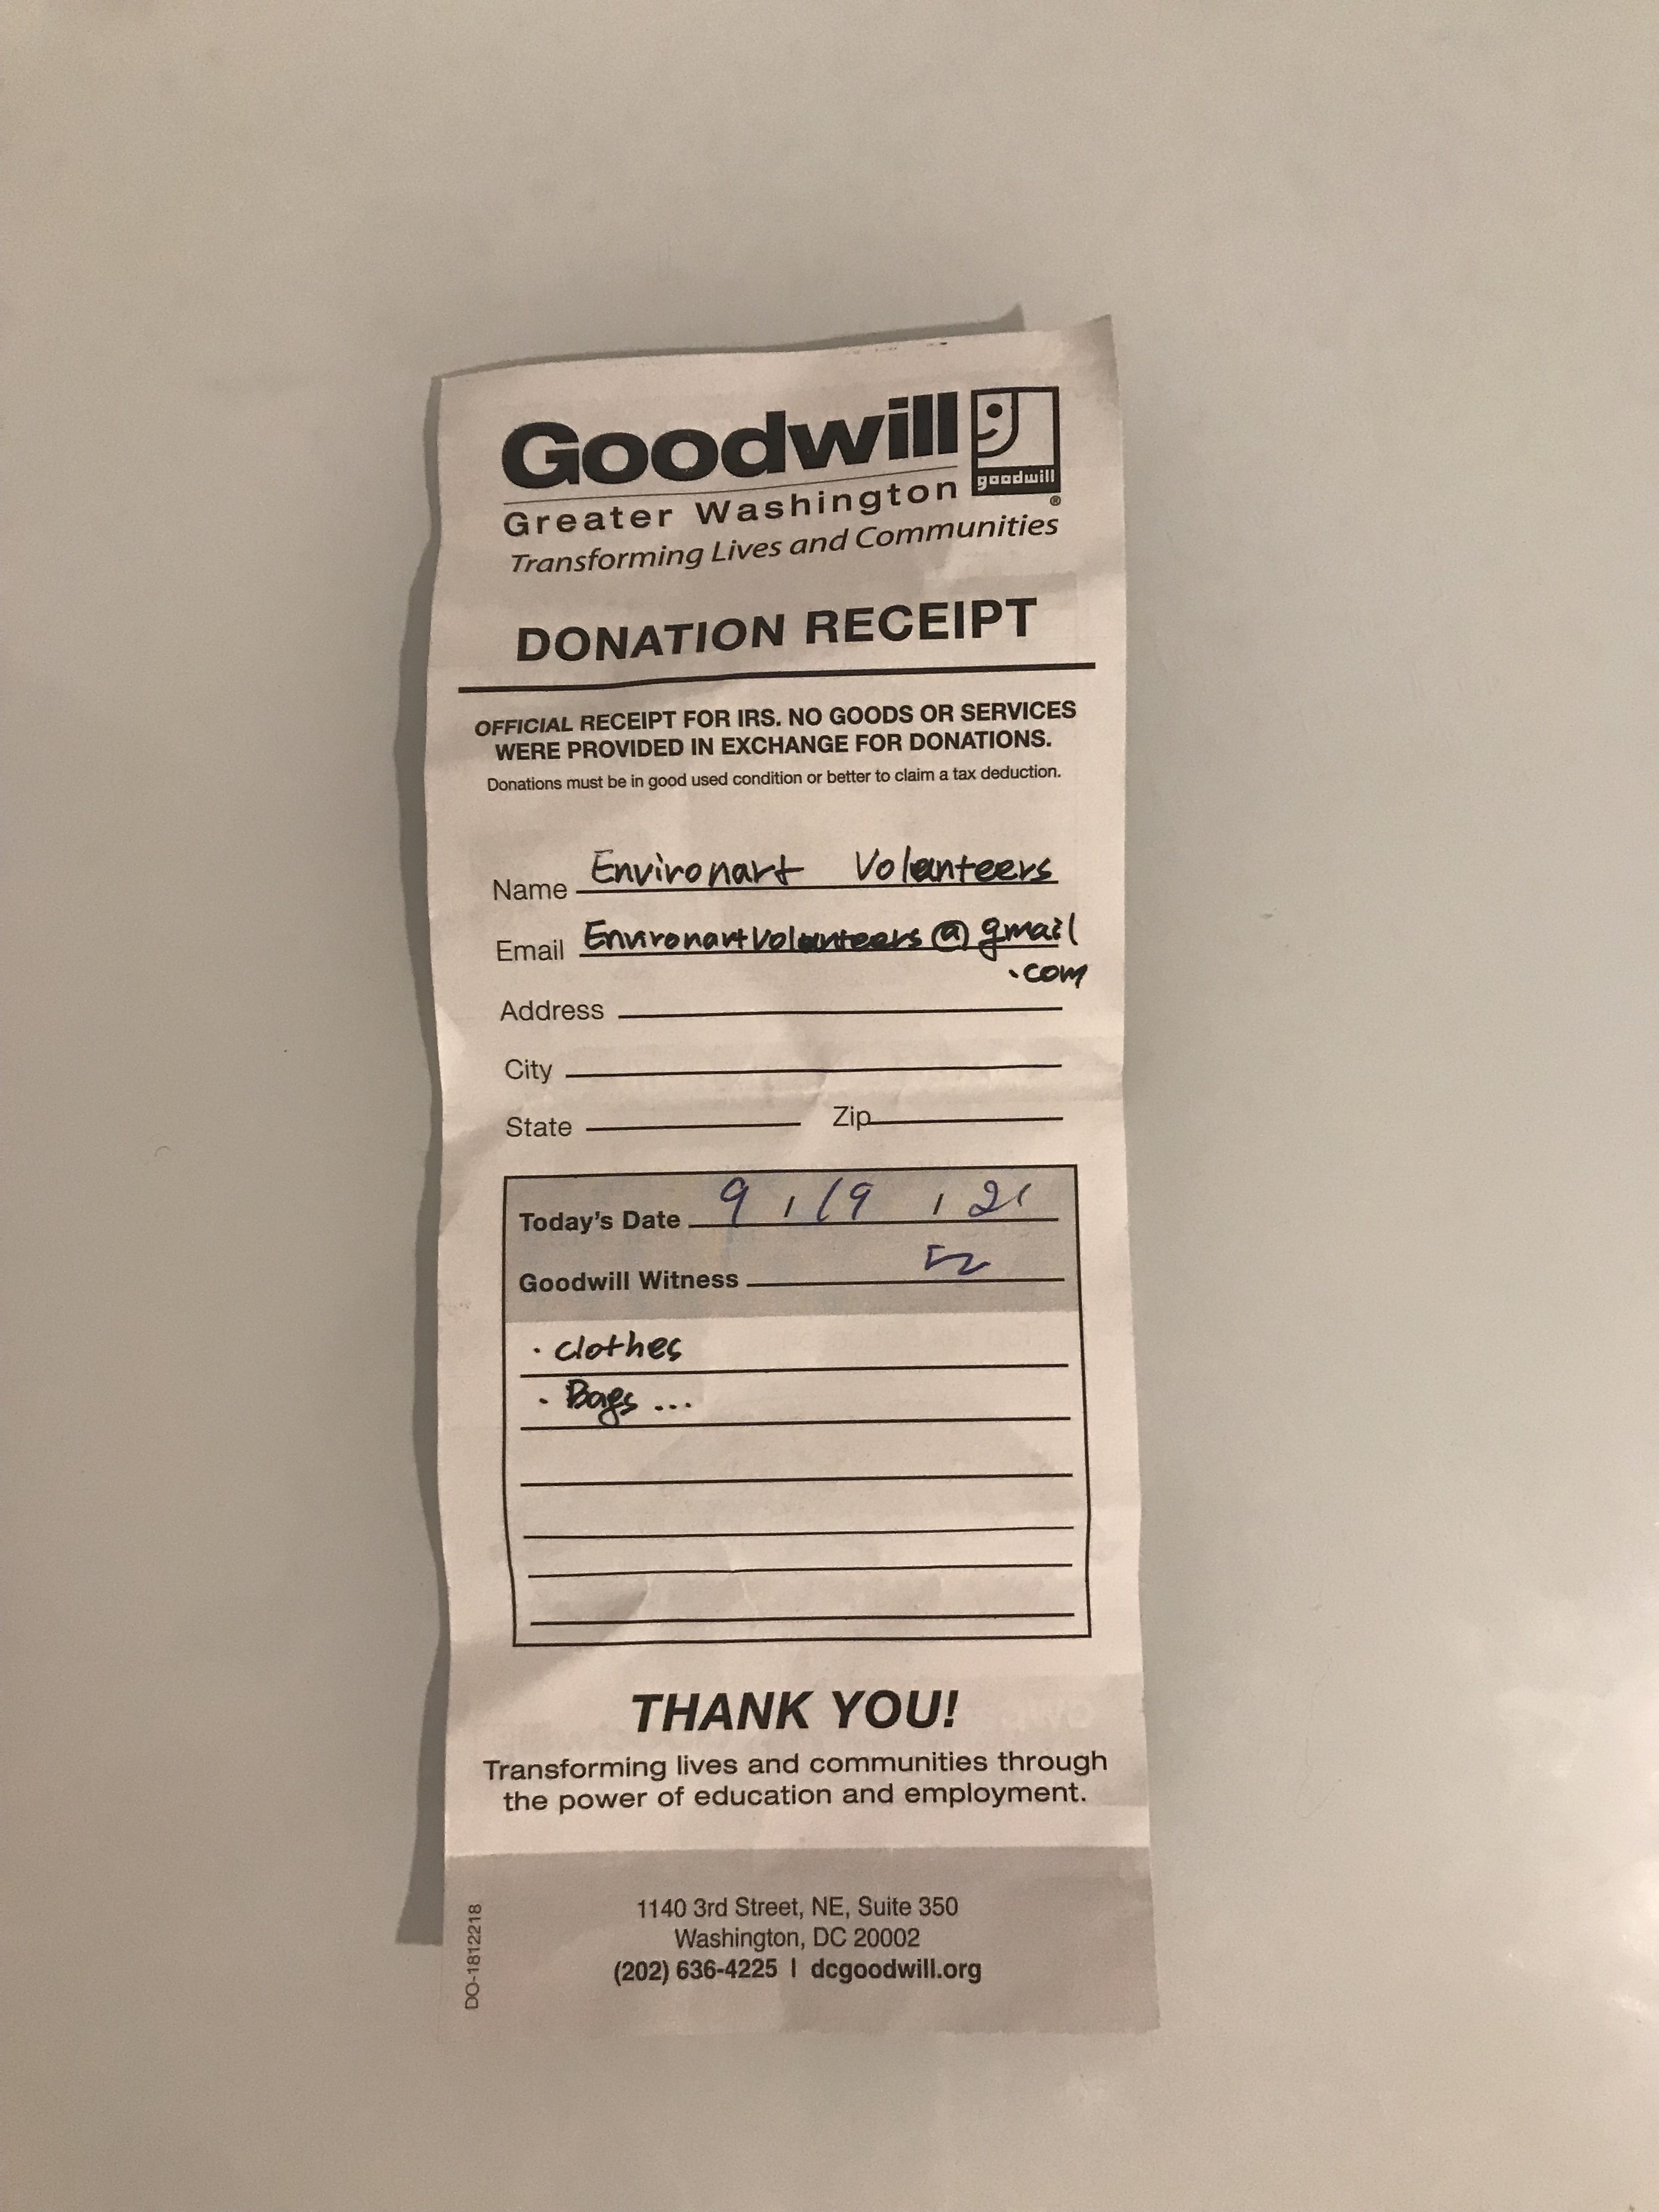 Goodwill
goodwill
®
Greater Washington
Transforming Lives and Communities
DONATION RECEIPT
OFFICIAL RECEIPT FOR IRS. NO GOODS OR SERVICES
WERE PROVIDED IN EXCHANGE FOR DONATIONS.
Donations must be in good used condition or better to claim a tax deduction.
Name Environart Volanteers
Email EnvironartVolanteers@gmail
.com
Address
City
State Zip
Today's Date 9 / 19 / 21
Goodwill Witness
· clothes
· Bags ...
THANK YOU!
Transforming lives and communities through
the power of education and employment.
1140 3rd Street, NE, Suite 350
Washington, DC 20002
(202) 636-4225 | dcgoodwill.org
DO-1812218